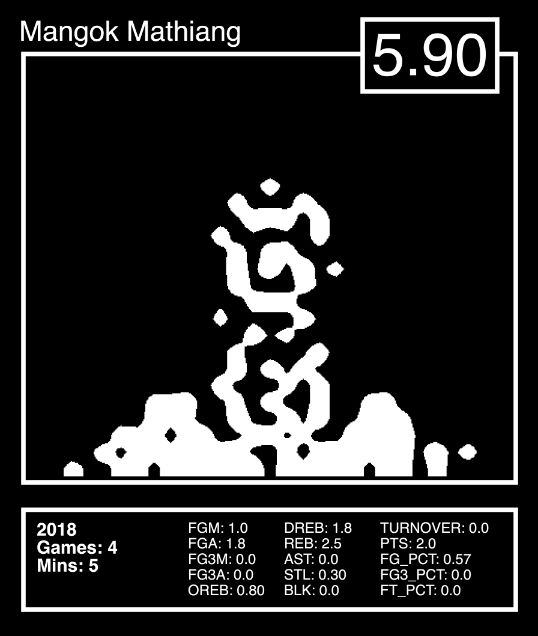 Mangok Mathiang
5.90
2018
Games: 4
Mins: 5
FGM: 1.0
FGA: 1.8
FG3M: 0.0
FG3A: 0.0
OREB: 0.80
DREB: 1.8
REB: 2.5
AST: 0.0
STL: 0.30
BLK: 0.0
TURNOVER: 0.0
PTS: 2.0
FG_PCT: 0.57
FG3_PCT: 0.0
FT_PCT: 0.0